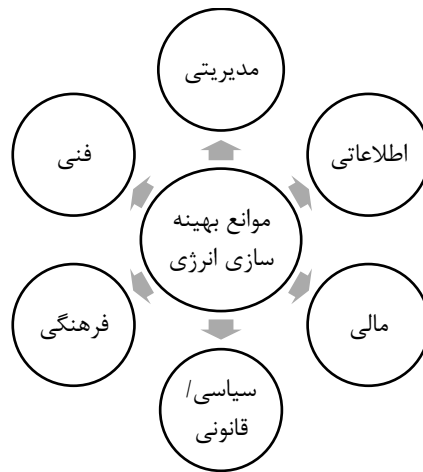 مدیریتی
اطلاعاتی
فنی
موانع بهینه
سازی انرژی
مالی
فرهنگی
سیاسی/
قانونی